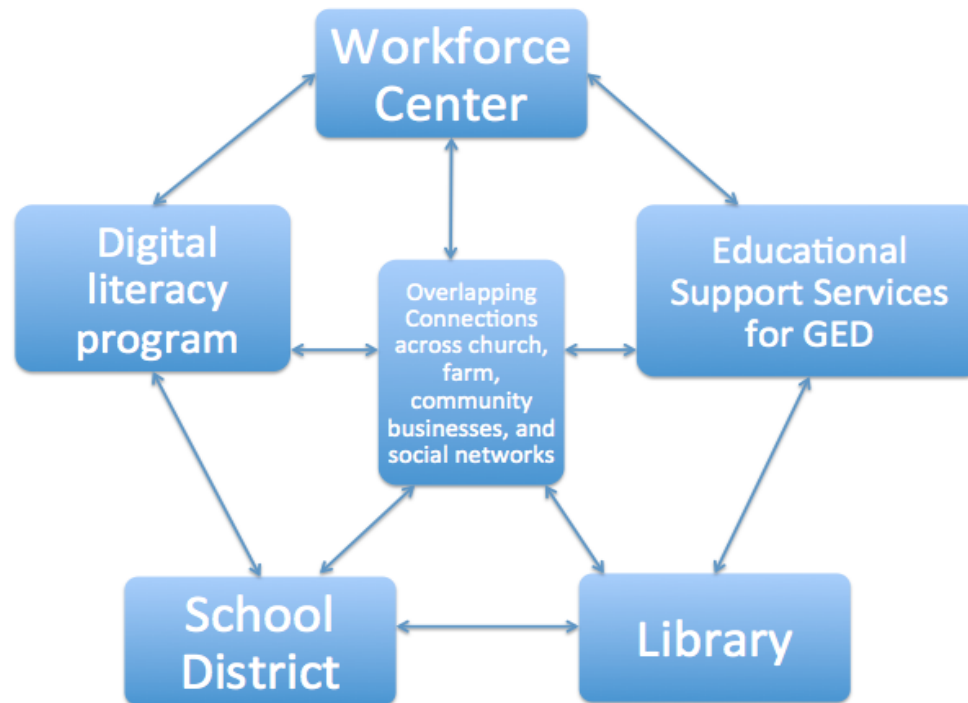 Workforce
Center
Digital
literacy
program
Overlapping
Connections
across church,
farm,
community
businesses, and
social networks
Educational
Support Services
for GED
School
District
Library